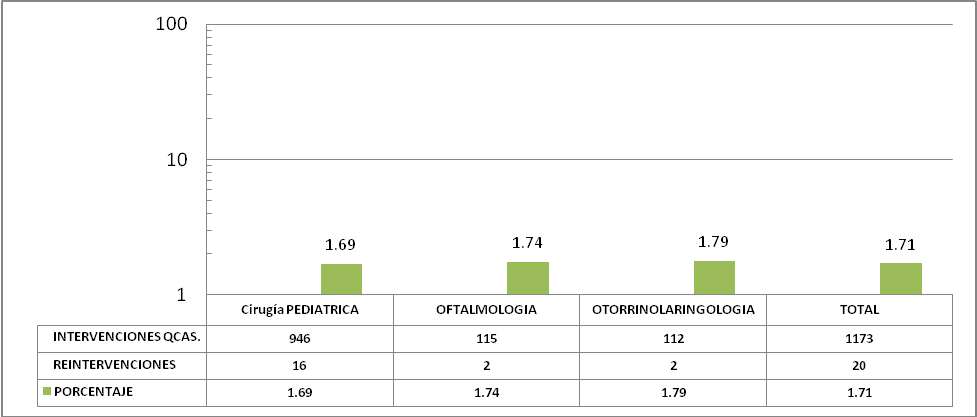 100
10
1
1.69
1.74
1.79
1.71
Cirugía PEDIATRICA OFTALMOLOGIA OTORRINOLARINGOLOGIA TOTAL
INTERVENCIONES QCAS. 946 115 112 1173
REINTERVENCIONES 16 2 2 20
PORCENTAJE 1.69 1.74 1.79 1.71